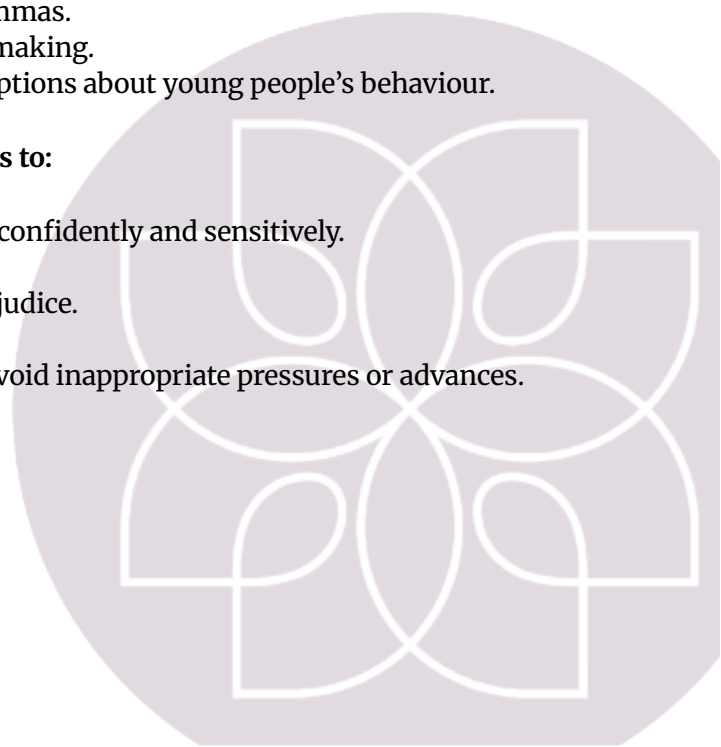 nmas.
making.
ptions about young people’s behaviour.
s to:
confidently and sensitively.
judice.
void inappropriate pressures or advances.